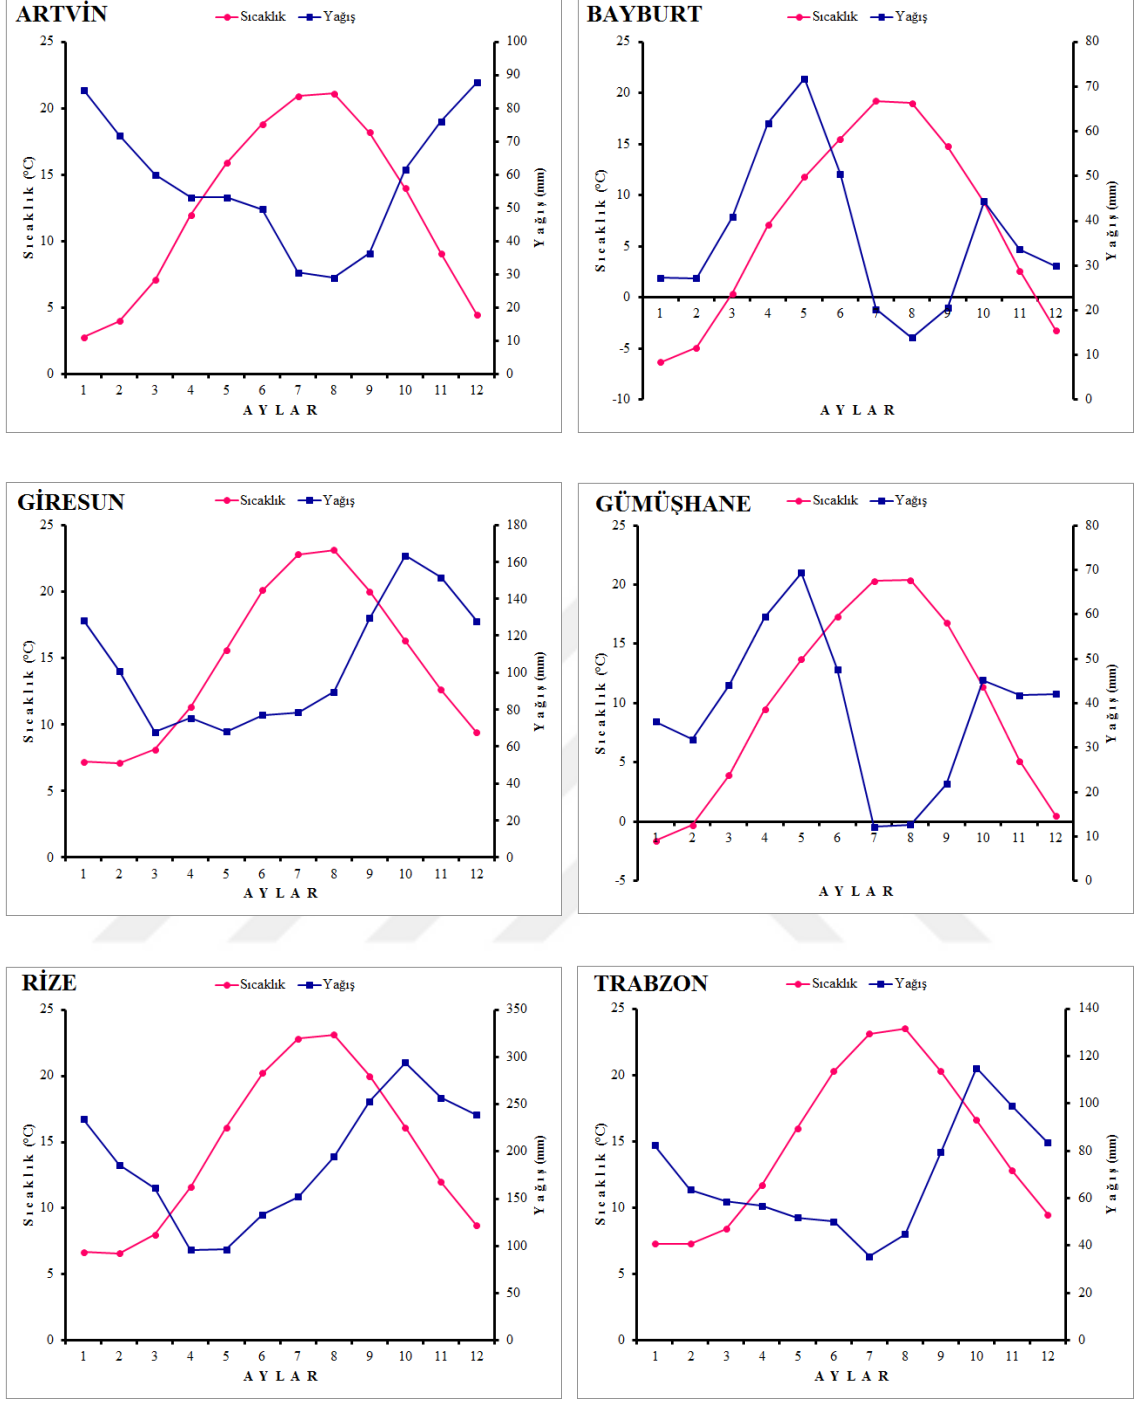 ARTVİN
Sıcaklık Yağış
25 100
90
20 80
70
15 60
50
10 40
30
5 20
10
0 0
Sıcaklık (°C)
Yağış (mm)
1 2 3 4 5 6 7 8 9 10 11 12
AYLAR
BAYBURT
Sıcaklık Yağış
25 80
20 70
15 60
10 50
5 40
0 30
-5 20
10
-10 0
Sıcaklık (°C)
Yağış (mm)
1 2 3 4 5 6 7 8 9 10 11 12
AYLAR
GİRESUN
Sıcaklık Yağış
25 180
160
20 140
120
15 100
10 80
60
5 40
20
0 0
Sıcaklık (°C)
Yağış (mm)
1 2 3 4 5 6 7 8 9 10 11 12
AYLAR
GÜMÜŞHANE
Sıcaklık Yağış
25 80
20 70
15 60
50
10 40
5 30
20
0 10
-5 0
Sıcaklık (°C)
Yağış (mm)
1 2 3 4 5 6 7 8 9 10 11 12
AYLAR
RİZE
Sıcaklık Yağış
25 350
20 300
250
15 200
10 150
100
5 50
0 0
Sıcaklık (°C)
Yağış (mm)
1 2 3 4 5 6 7 8 9 10 11 12
AYLAR
TRABZON
Sıcaklık Yağış
25 140
20 120
100
15 80
10 60
40
5 20
0 0
Sıcaklık (°C)
Yağış (mm)
1 2 3 4 5 6 7 8 9 10 11 12
AYLAR